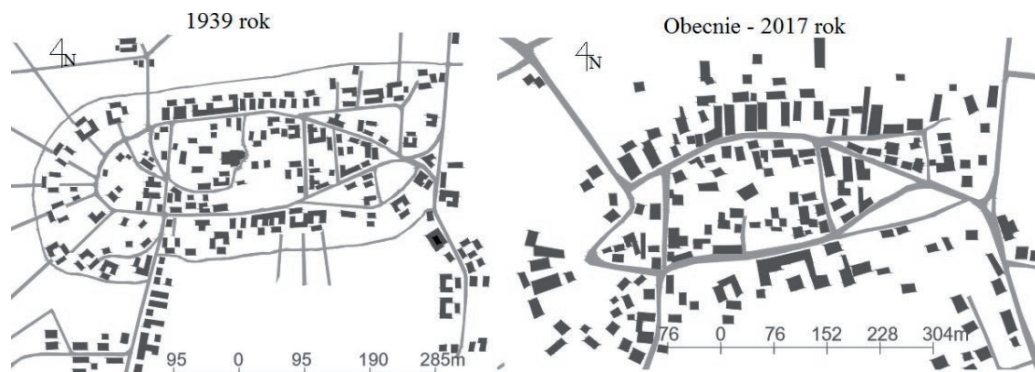 1939 rok
N
95 0 95 190 285m
Obecnie - 2017 rok
N
76 0 76 152 228 304m